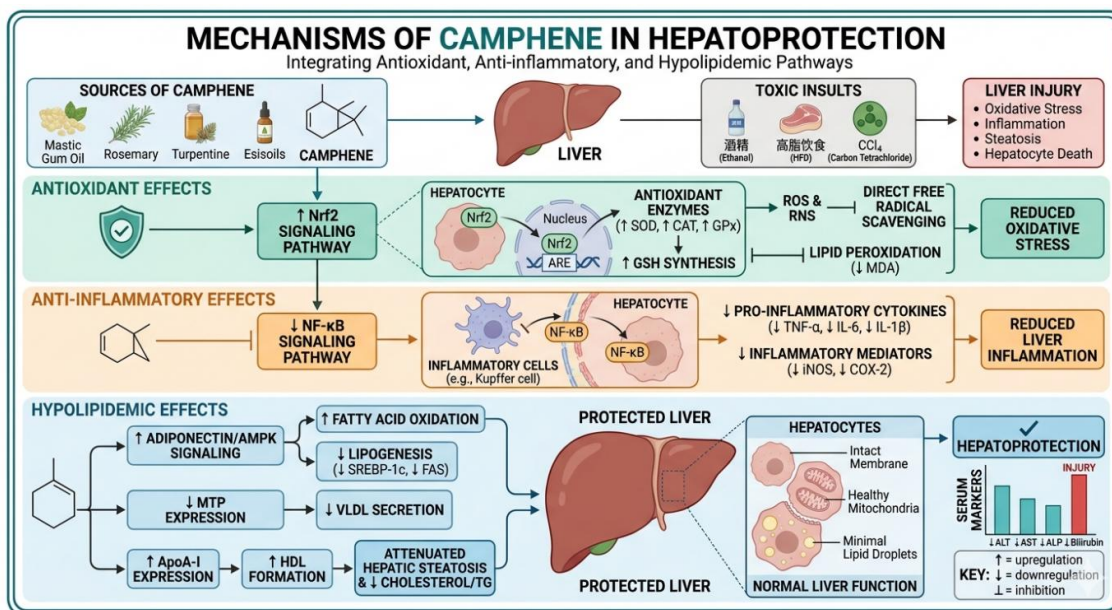 MECHANISMS OF CAMPHENE IN HEPATOPROTECTION
Integrating Antioxidant, Anti-inflammatory, and Hypolipidemic Pathways
SOURCES OF CAMPHENE
Mastic
Gum Oil
Rosemary
Turpentine
Esisoils
CAMPHENE
LIVER
TOXIC INSULTS
酒精
(Ethanal)
高脂饮食
(HFD)
CCl₄
(Carbon Tetrachloride)
LIVER INJURY
• Oxidative Stress
• Inflammation
• Steatosis
• Hepatocyte Death
ANTIOXIDANT EFFECTS
↑ Nrf2
SIGNALING
PATHWAY
HEPATOCYTE
Nrf2
Nucleus
Nrf2
ARE
ANTIOXIDANT
ENZYMES
(↑ SOD, ↑ CAT, ↑ GPx)
↑ GSH SYNTHESIS
ROS &
RNS
DIRECT FREE
RADICAL
SCAVENGING
LIPID PEROXIDATION
(↓ MDA)
REDUCED
OXIDATIVE
STRESS
ANTI-INFLAMMATORY EFFECTS
↓ NF-κB
SIGNALING
PATHWAY
INFLAMMATORY CELLS
(e.g., Kupffer cell)
NF-κB
HEPATOCYTE
NF-κB
↓ PRO-INFLAMMATORY CYTOKINES
(↓ TNF-α, ↓ IL-6, ↓ IL-1β)
↓ INFLAMMATORY MEDIATORS
(↓ iNOS, ↓ COX-2)
REDUCED
LIVER
INFLAMMATION
HYPOLIPIDEMIC EFFECTS
↑ ADIPONECTIN/AMPK
SIGNALING
↑ FATTY ACID OXIDATION
↓ LIPOGENESIS
(↓ SREBP-1c, ↓ FAS)
↓ MTP
EXPRESSION
↓ VLDL SECRETION
↑ ApoA-I
EXPRESSION
↑ HDL
FORMATION
ATTENUATED
HEPATIC STEATOSIS
& ↓ CHOLESTEROL/TG
PROTECTED LIVER
PROTECTED LIVER
HEPATOCYTES
Intact
Membrane
Healthy
Mitochondria
Minimal
Lipid Droplets
NORMAL LIVER FUNCTION
HEPATOPROTECTION
SERUM
MARKERS
INJURY
↓ALT ↓AST ↓ALP ↓Bliirubin
KEY:
↑ = upregulation
↓ = downregulation
⊥ = inhibition